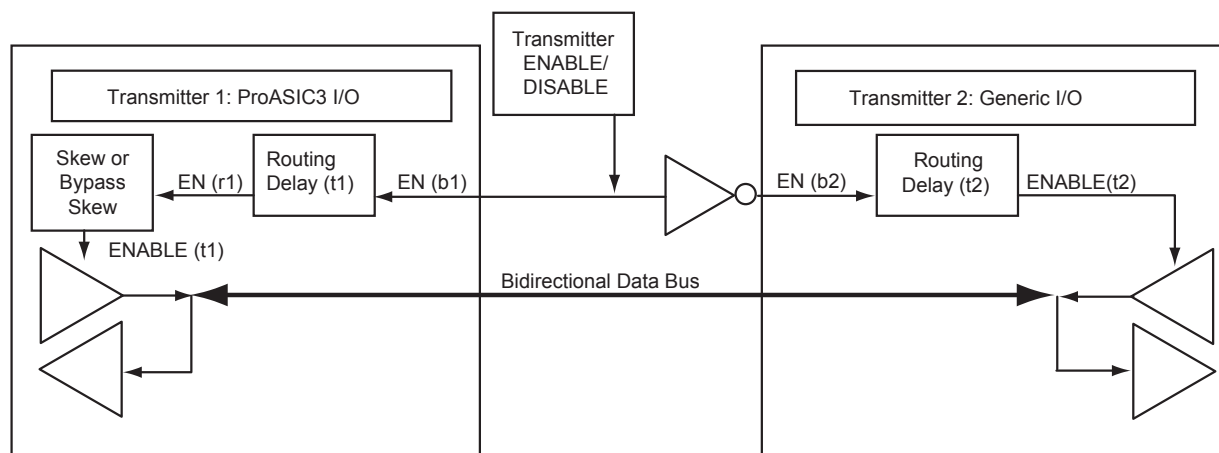 Transmitter
ENABLE/
DISABLE
Transmitter 1: ProASIC3 I/O
Transmitter 2: Generic I/O
Skew or
Bypass
Skew
EN (r1)
Routing
Delay (t1)
EN (b1)
EN (b2)
Routing
Delay (t2)
ENABLE(t2)
ENABLE (t1)
Bidirectional Data Bus